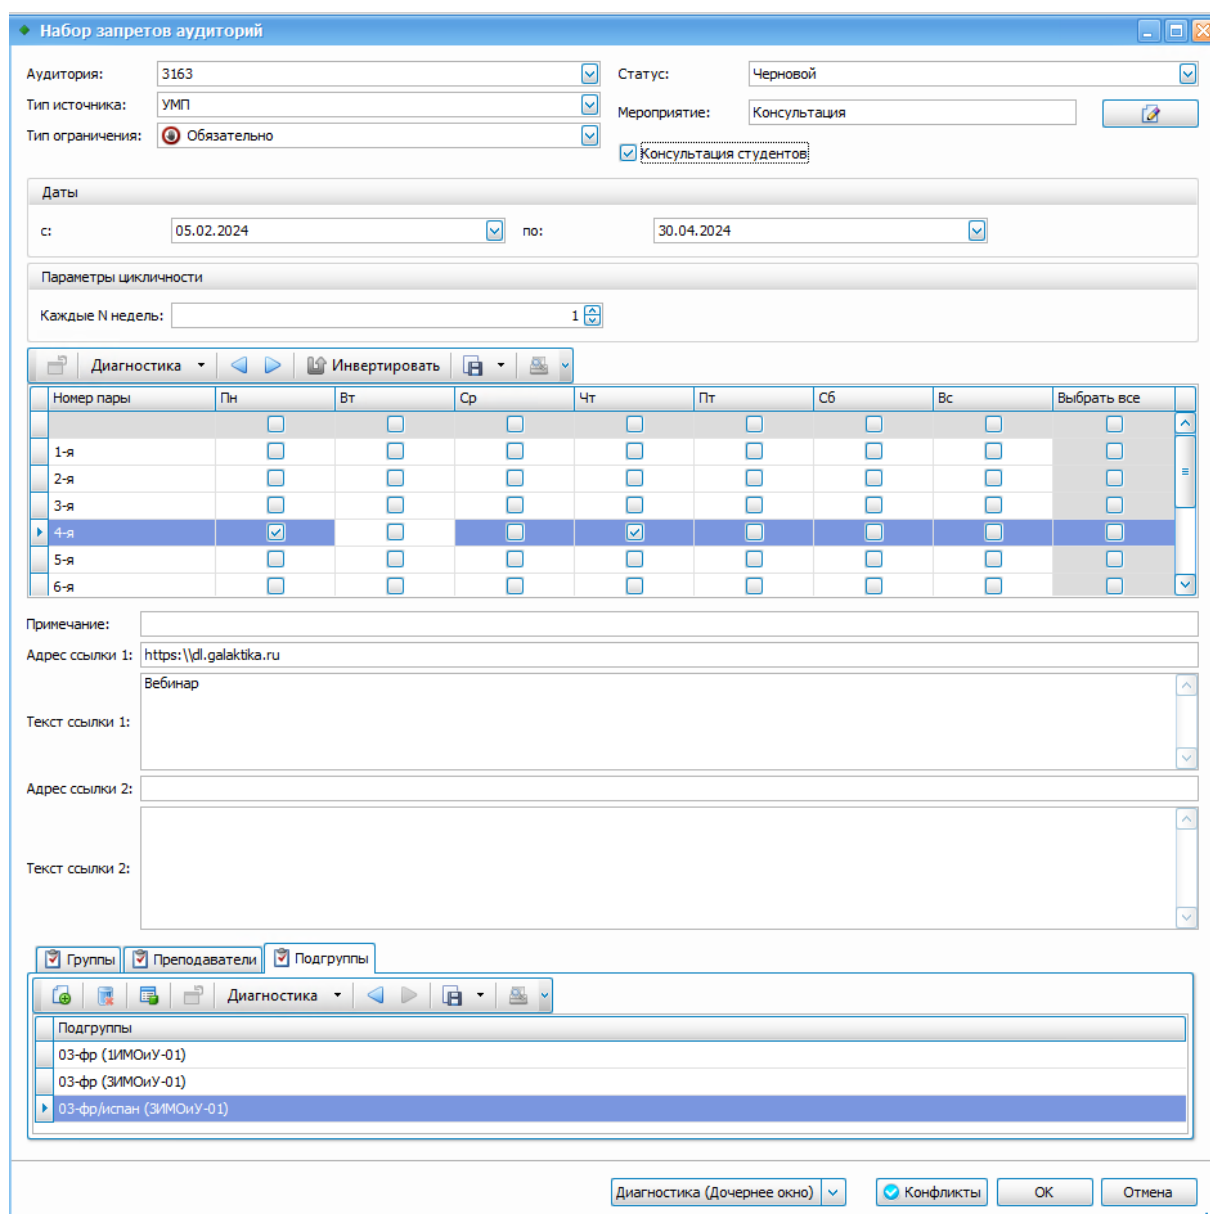 Набор запретов аудиторий
Аудитория: 3163 Статус: Черновой
Тип источника: УМП Мероприятие: Консультация
Тип ограничения: Обязательно
Консультация студентов
Даты
с: 05.02.2024 по: 30.04.2024
Параметры цикличности
Каждые N недель: 1
Диагностика Инвертировать
Номер пары Пн Вт Ср Чт Пт Сб Вс Выбрать все
1-я
2-я
3-я
4-я
5-я
6-я
Примечание:
Адрес ссылки 1: https:\\dl.galaktika.ru
Вебинар
Текст ссылки 1:
Адрес ссылки 2:
Текст ссылки 2:
Группы Преподаватели Подгруппы
Диагностика
Подгруппы
03-фр (1ИМОиУ-01)
03-фр (3ИМОиУ-01)
03-фр/испан (3ИМОиУ-01)
Диагностика (Дочернее окно) Конфликты OK Отмена